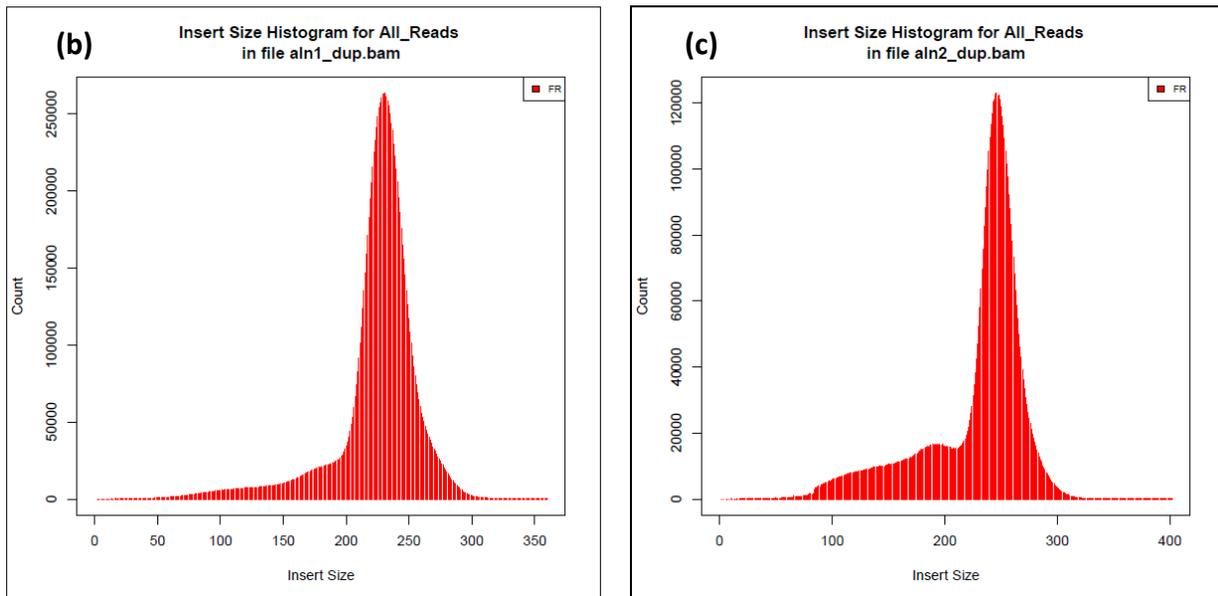 (b)
Insert Size Histogram for All_Reads
in file aln1_dup.bam
FR
250000
200000
150000
100000
50000
0
Count
0 50 100 150 200 250 300 350
Insert Size
(c)
Insert Size Histogram for All_Reads
in file aln2_dup.bam
FR
120000
100000
80000
60000
40000
20000
0
Count
0 100 200 300 400
Insert Size